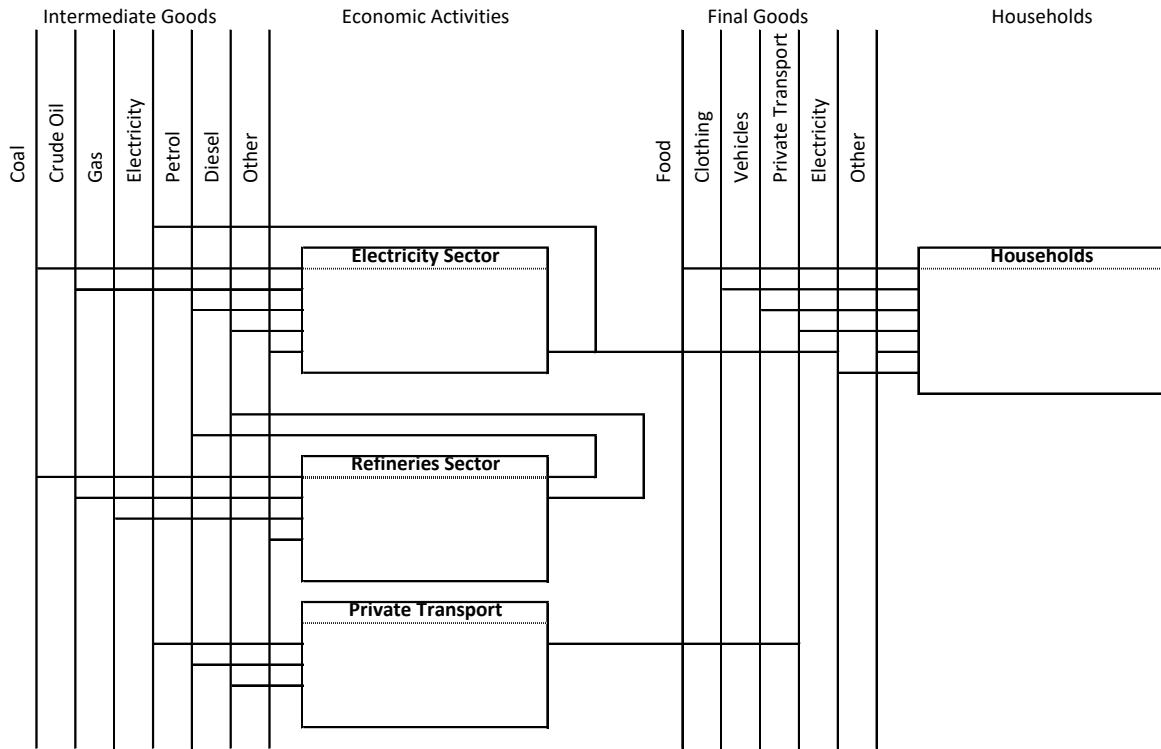 Intermediate Goods
Economic Activities
Final Goods
Households
Coal
Crude Oil
Gas
Electricity
Petrol
Diesel
Other
Food
Clothing
Vehicles
Private Transport
Electricity
Other
Electricity Sector
Households
Refineries Sector
Private Transport